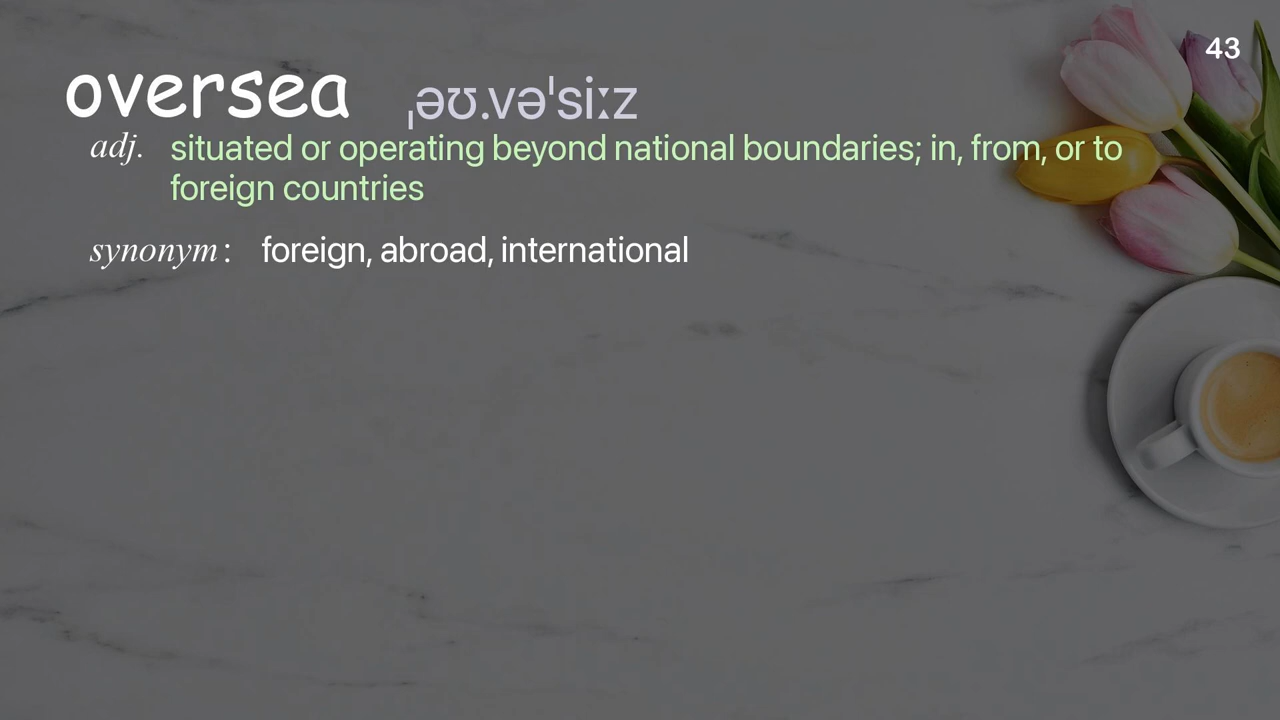 43
oversea ˌəʊ.vəˈsiːz
adj. situated or operating beyond national boundaries; in, from, or to
foreign countries
synonym : foreign, abroad, international